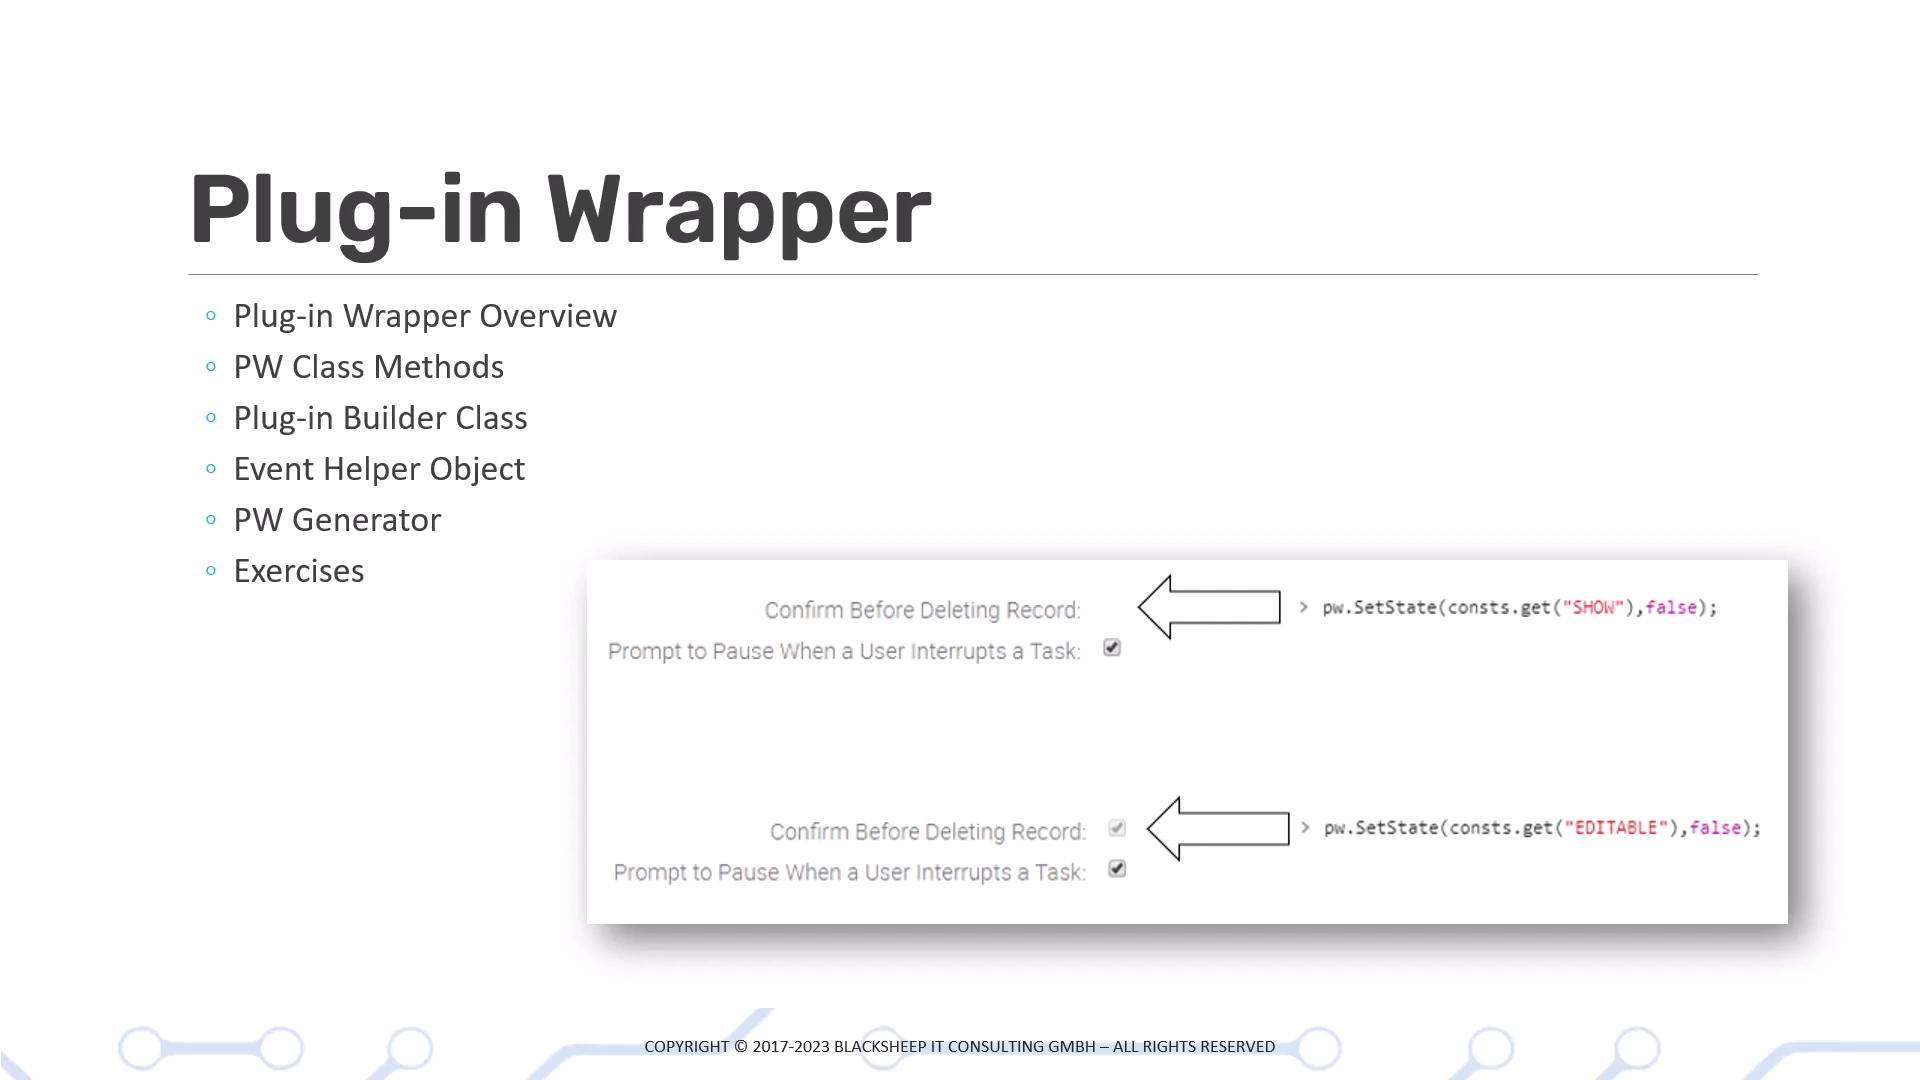 Plug-in Wrapper
◦ Plug-in Wrapper Overview
◦ PW Class Methods
◦ Plug-in Builder Class
◦ Event Helper Object
◦ PW Generator
◦ Exercises
Confirm Before Deleting Record: > pw.SetState(consts.get("SHOW"),false);
Prompt to Pause When a User Interrupts a Task:
Confirm Before Deleting Record: > pw.SetState(consts.get("EDITABLE"),false);
Prompt to Pause When a User Interrupts a Task:
COPYRIGHT © 2017-2023 BLACKSHEEP IT CONSULTING GMBH – ALL RIGHTS RESERVED